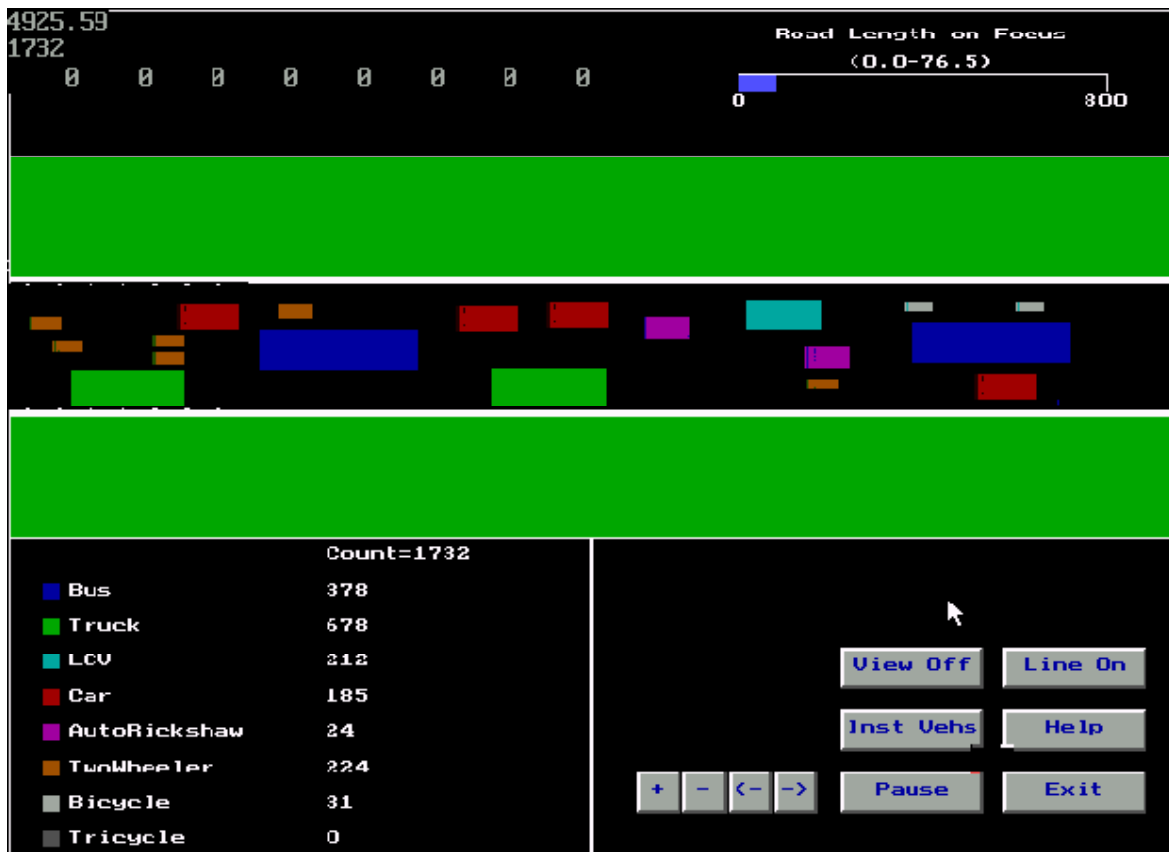 4925.59
1732
0 0 0 0 0 0 0 0
Road Length on Focus
(0.0-76.5)
0 800
Count=1732
Bus 378
Truck 678
LCV 212
Car 185
AutoRickshaw 24
TwoWheeler 224
Bicycle 31
Tricycle 0
View Off Line On
Inst Vehs Help
+ - <- -> Pause Exit